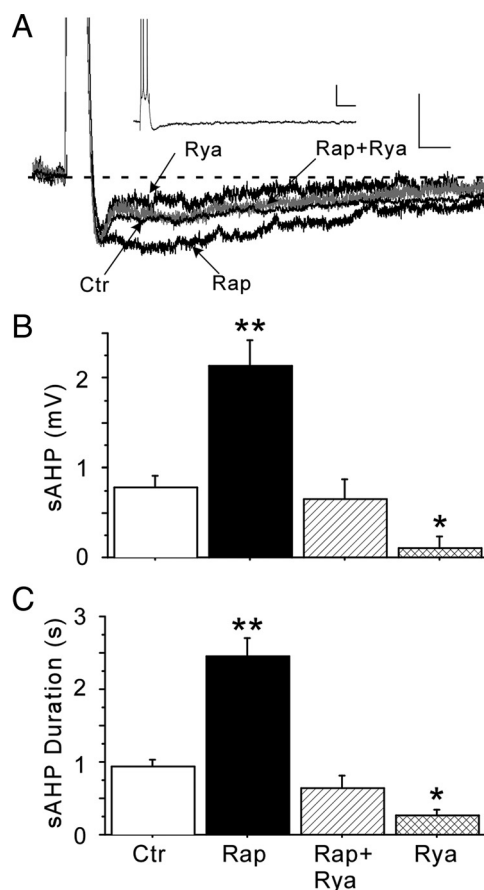 A
Rya
Rap+Rya
Ctr
Rap
B
**
2
sAHP (mV)
1
*
0
C
3
**
2
sAHP Duration (s)
1
*
0
Ctr
Rap
Rap+
Rya
Rya